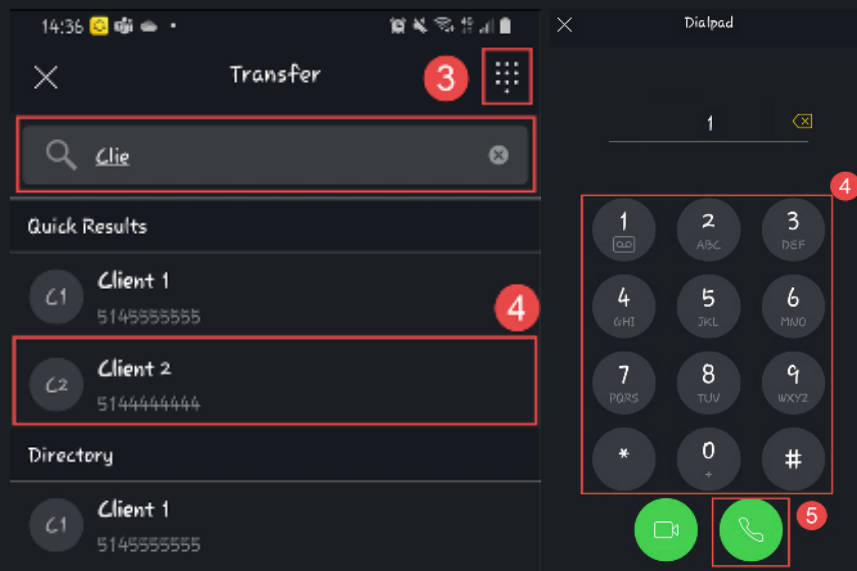 14:36
Transfer
3
Clie
Quick Results
C1
Client 1
5145555555
4
C2
Client 2
5144444444
Directory
C1
Client 1
5145555555
Dialpad
1
4
1
2 ABC
3 DEF
4 GHI
5 JKL
6 MNO
7 PQRS
8 TUV
9 WXYZ
*
0 +
#
5